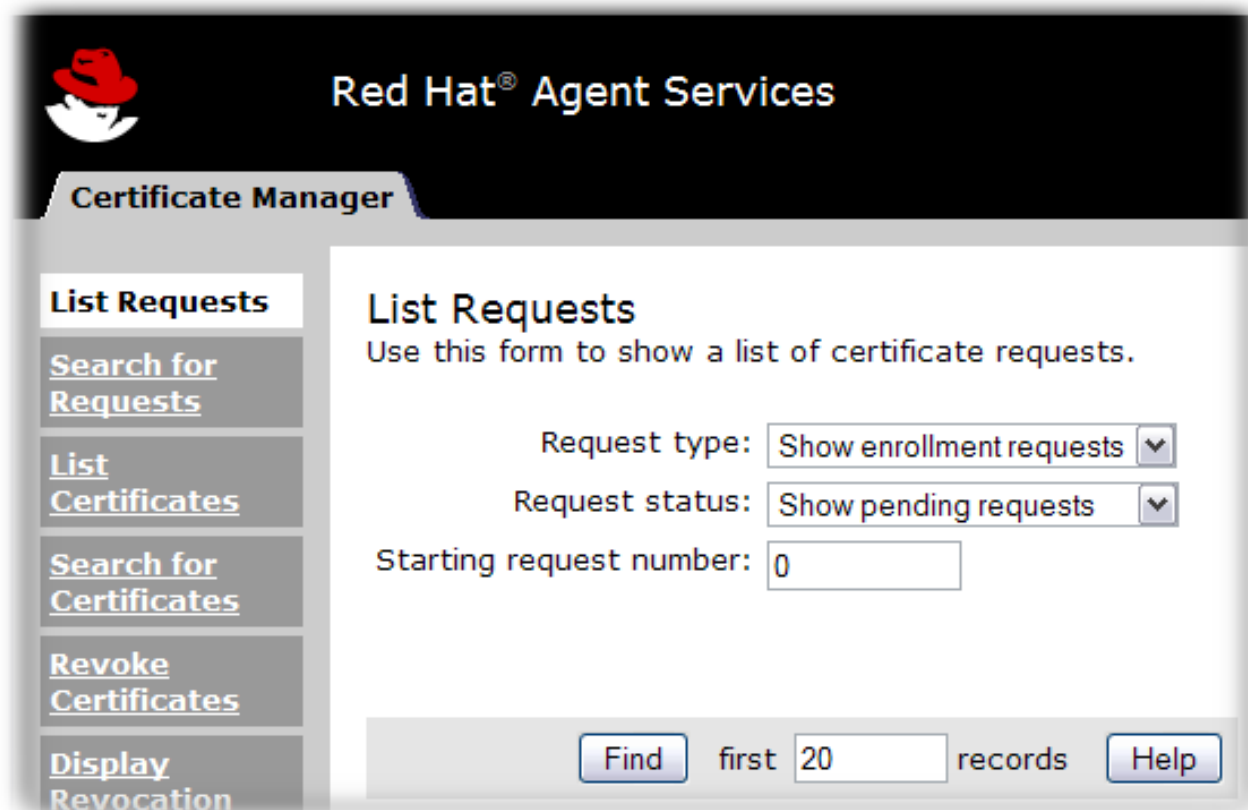 Red Hat® Agent Services
Certificate Manager
List Requests
Search for
Requests
List
Certificates
Search for
Certificates
Revoke
Certificates
Display
Revocation
List Requests
Use this form to show a list of certificate requests.
Request type: Show enrollment requests
Request status: Show pending requests
Starting request number: 0
Find first 20 records Help